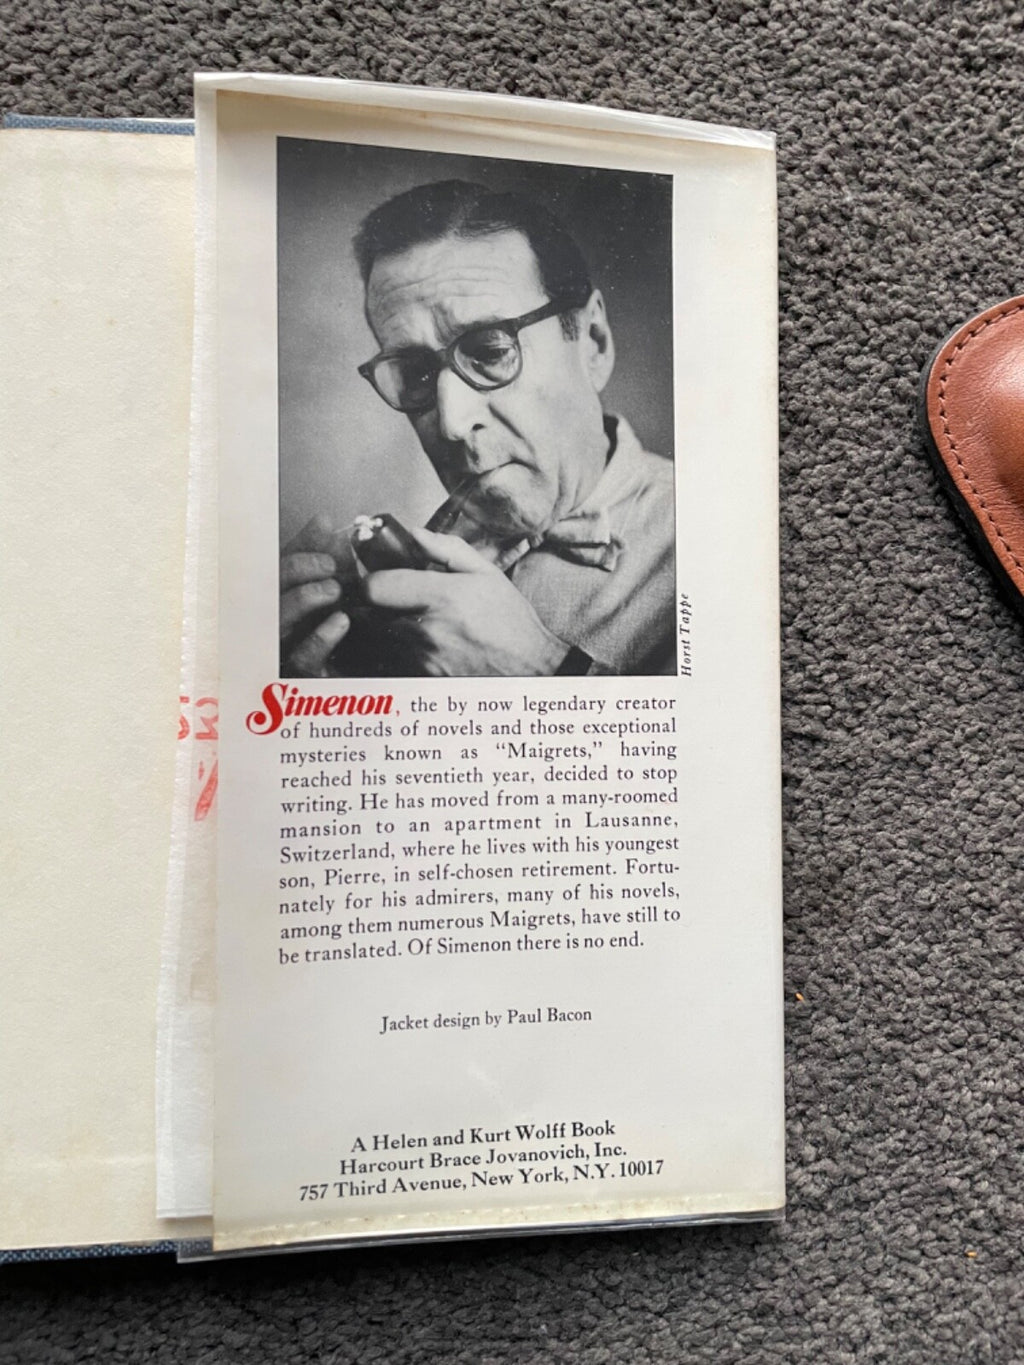 Horst Tappe
Simenon, the by now legendary creator
of hundreds of novels and those exceptional
mysteries known as “Maigrets,” having
reached his seventieth year, decided to stop
writing. He has moved from a many-roomed
mansion to an apartment in Lausanne,
Switzerland, where he lives with his youngest
son, Pierre, in self-chosen retirement. Fortu-
nately for his admirers, many of his novels,
among them numerous Maigrets, have still to
be translated. Of Simenon there is no end.
Jacket design by Paul Bacon
A Helen and Kurt Wolff Book
Harcourt Brace Jovanovich, Inc.
757 Third Avenue, New York, N.Y. 10017